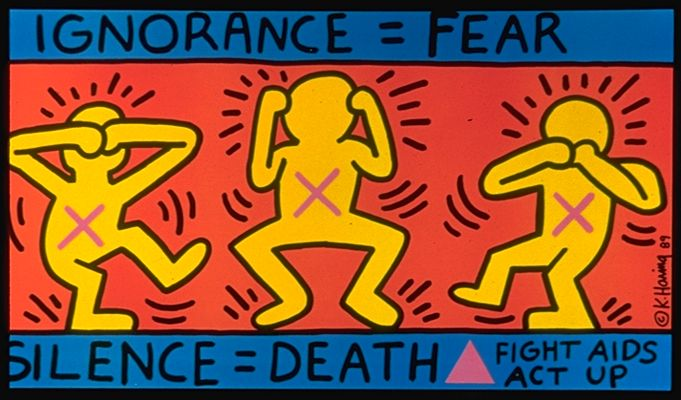 IGNORANCE = FEAR
© K. Haring 89
SILENCE = DEATH
FIGHT AIDS
ACT UP